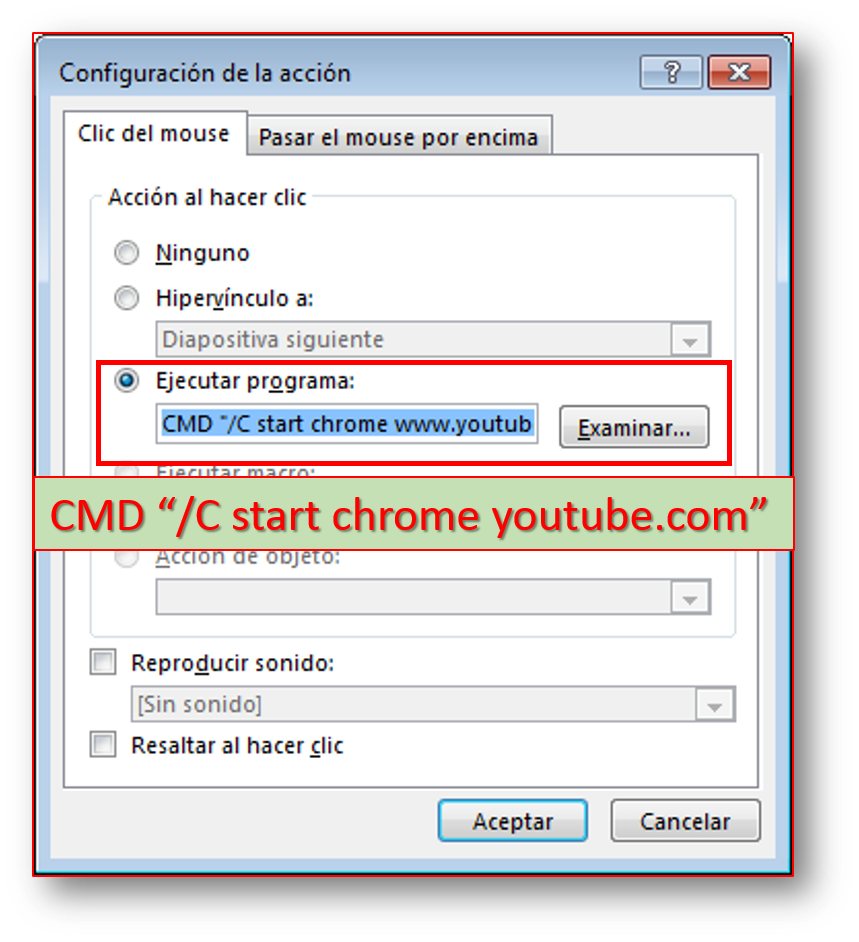 Configuración de la acción
Clic del mouse
Pasar el mouse por encima
Acción al hacer clic
Ninguno
Hipervínculo a:
Diapositiva siguiente
Ejecutar programa:
CMD "/C start chrome www.youtub
Examinar...
Ejecutar macro:
CMD “/C start chrome youtube.com”
Acción de objeto:
Reproducir sonido:
[Sin sonido]
Resaltar al hacer clic
Aceptar
Cancelar